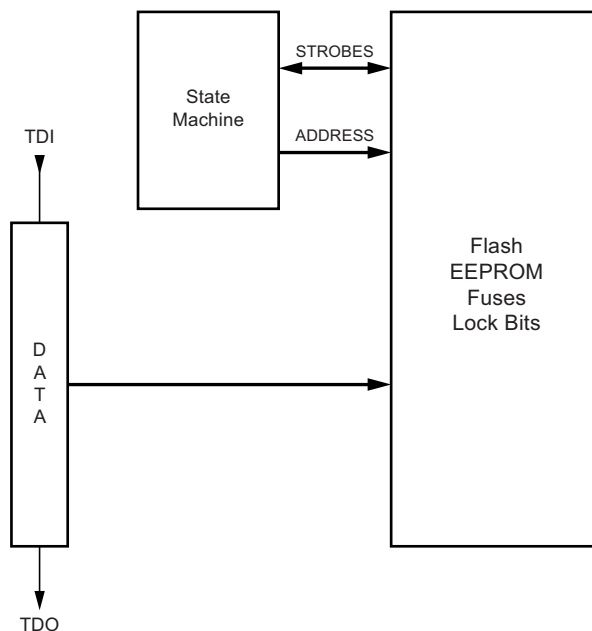 STROBES
State
Machine
ADDRESS
TDI
Flash
EEPROM
Fuses
Lock Bits
D
A
T
A
TDO